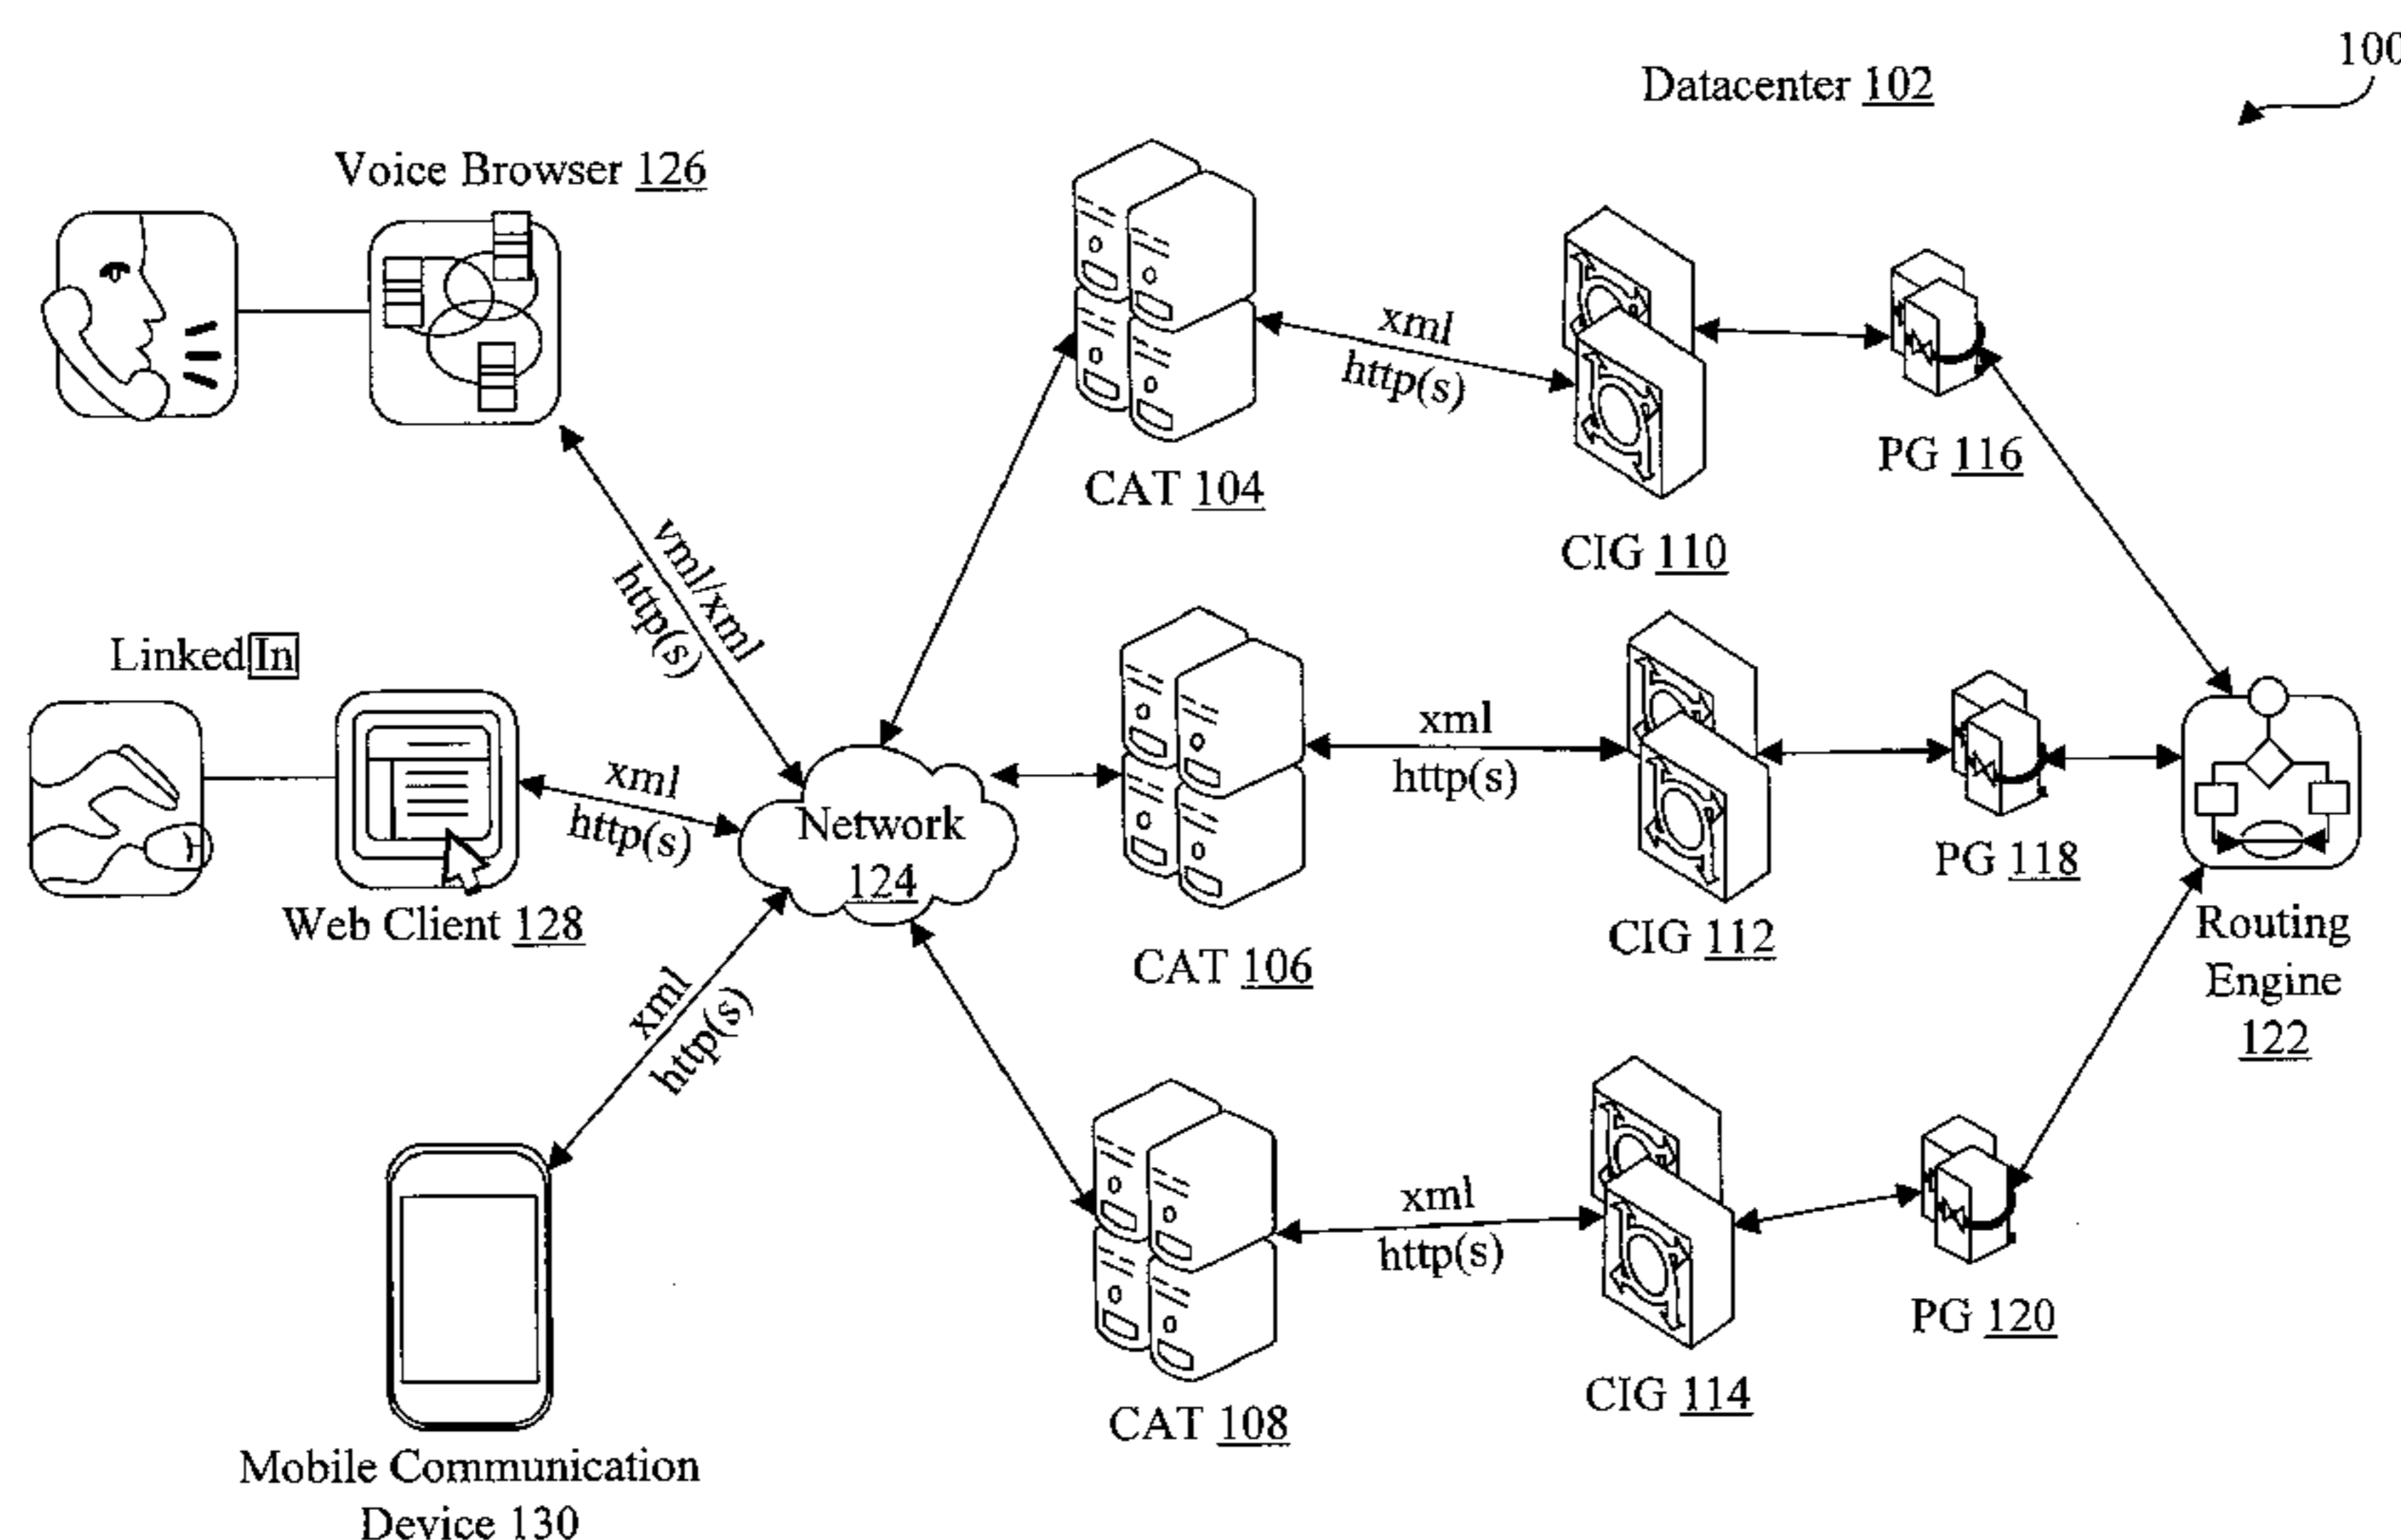 100
Datacenter 102
Voice Browser 126
xml
http(s)
PG 116
CAT 104
CIG 110
vml/xml
http(s)
LinkedIn
xml
http(s)
xml
http(s)
Network
124
Web Client 128
PG 118
Routing
Engine
122
CIG 112
CAT 106
xml
http(s)
xml
http(s)
PG 120
CIG 114
CAT 108
Mobile Communication
Device 130